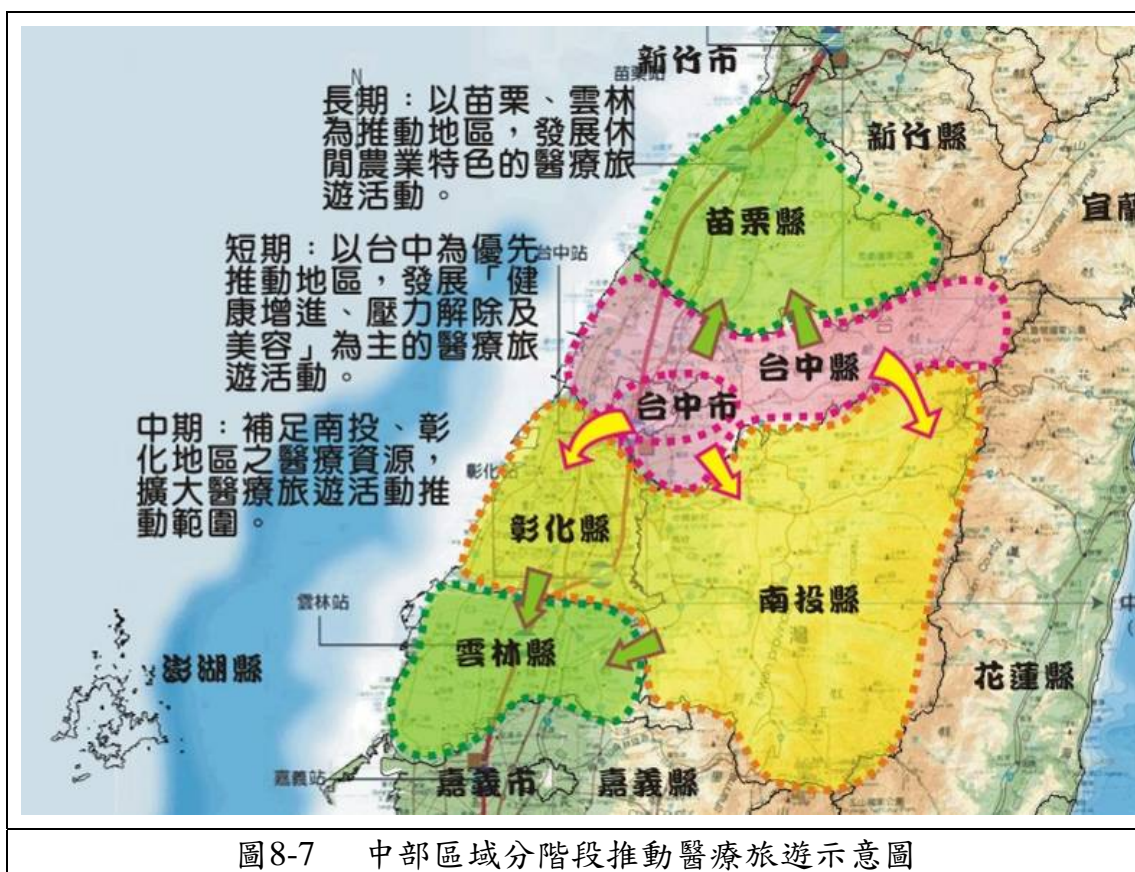 新竹市
苗栗站
N
長期：以苗栗、雲林
為推動地區，發展休
閒農業特色的醫療旅
遊活動。
新竹縣
宜蘭
苗栗縣
短期：以台中為優先
推動地區，發展「健
康增進、壓力解除及
美容」為主的醫療旅
遊活動。
台中站
台中縣
台中市
中期：補足南投、彰
化地區之醫療資源，
擴大醫療旅遊活動推
動範圍。
彰化站
彰化縣
南投縣
雲林站
雲林縣
澎湖縣
花蓮縣
嘉義站
嘉義市
嘉義縣
圖8-7 中部區域分階段推動醫療旅遊示意圖